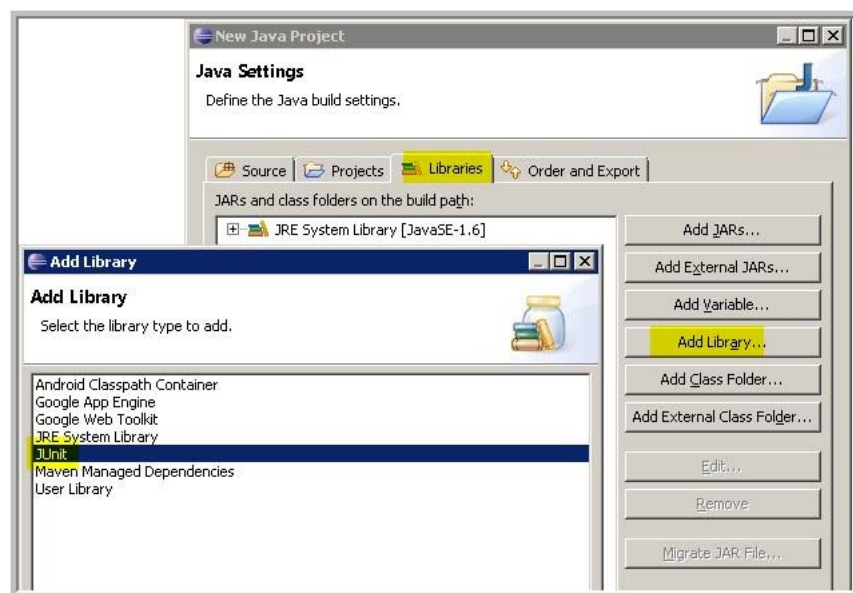 New Java Project
Java Settings
Define the Java build settings.
Source
Projects
Libraries
Order and Export
JARs and class folders on the build path:
JRE System Library [JavaSE-1.6]
Add JARs...
Add External JARs...
Add Variable...
Add Library...
Add Class Folder...
Add External Class Folder...
Edit...
Remove
Migrate JAR File...
Add Library
Add Library
Select the library type to add.
Android Classpath Container
Google App Engine
Google Web Toolkit
JRE System Library
JUnit
Maven Managed Dependencies
User Library